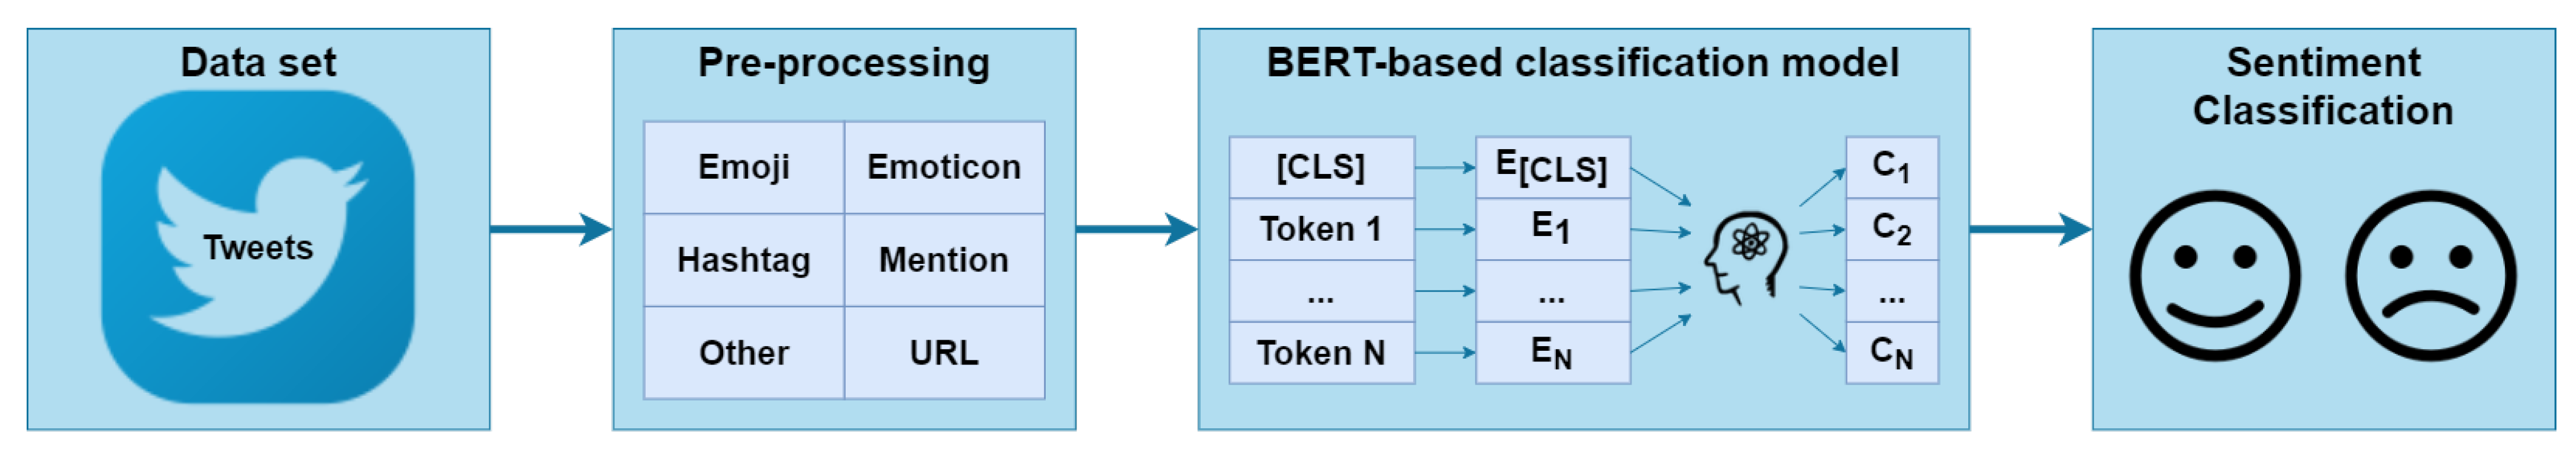 Data set
Tweets
Pre-processing
Emoji Emoticon
Hashtag Mention
Other URL
BERT-based classification model
[CLS] E[CLS] C1
Token 1 E1 C2
... ... ...
Token N EN CN
Sentiment
Classification